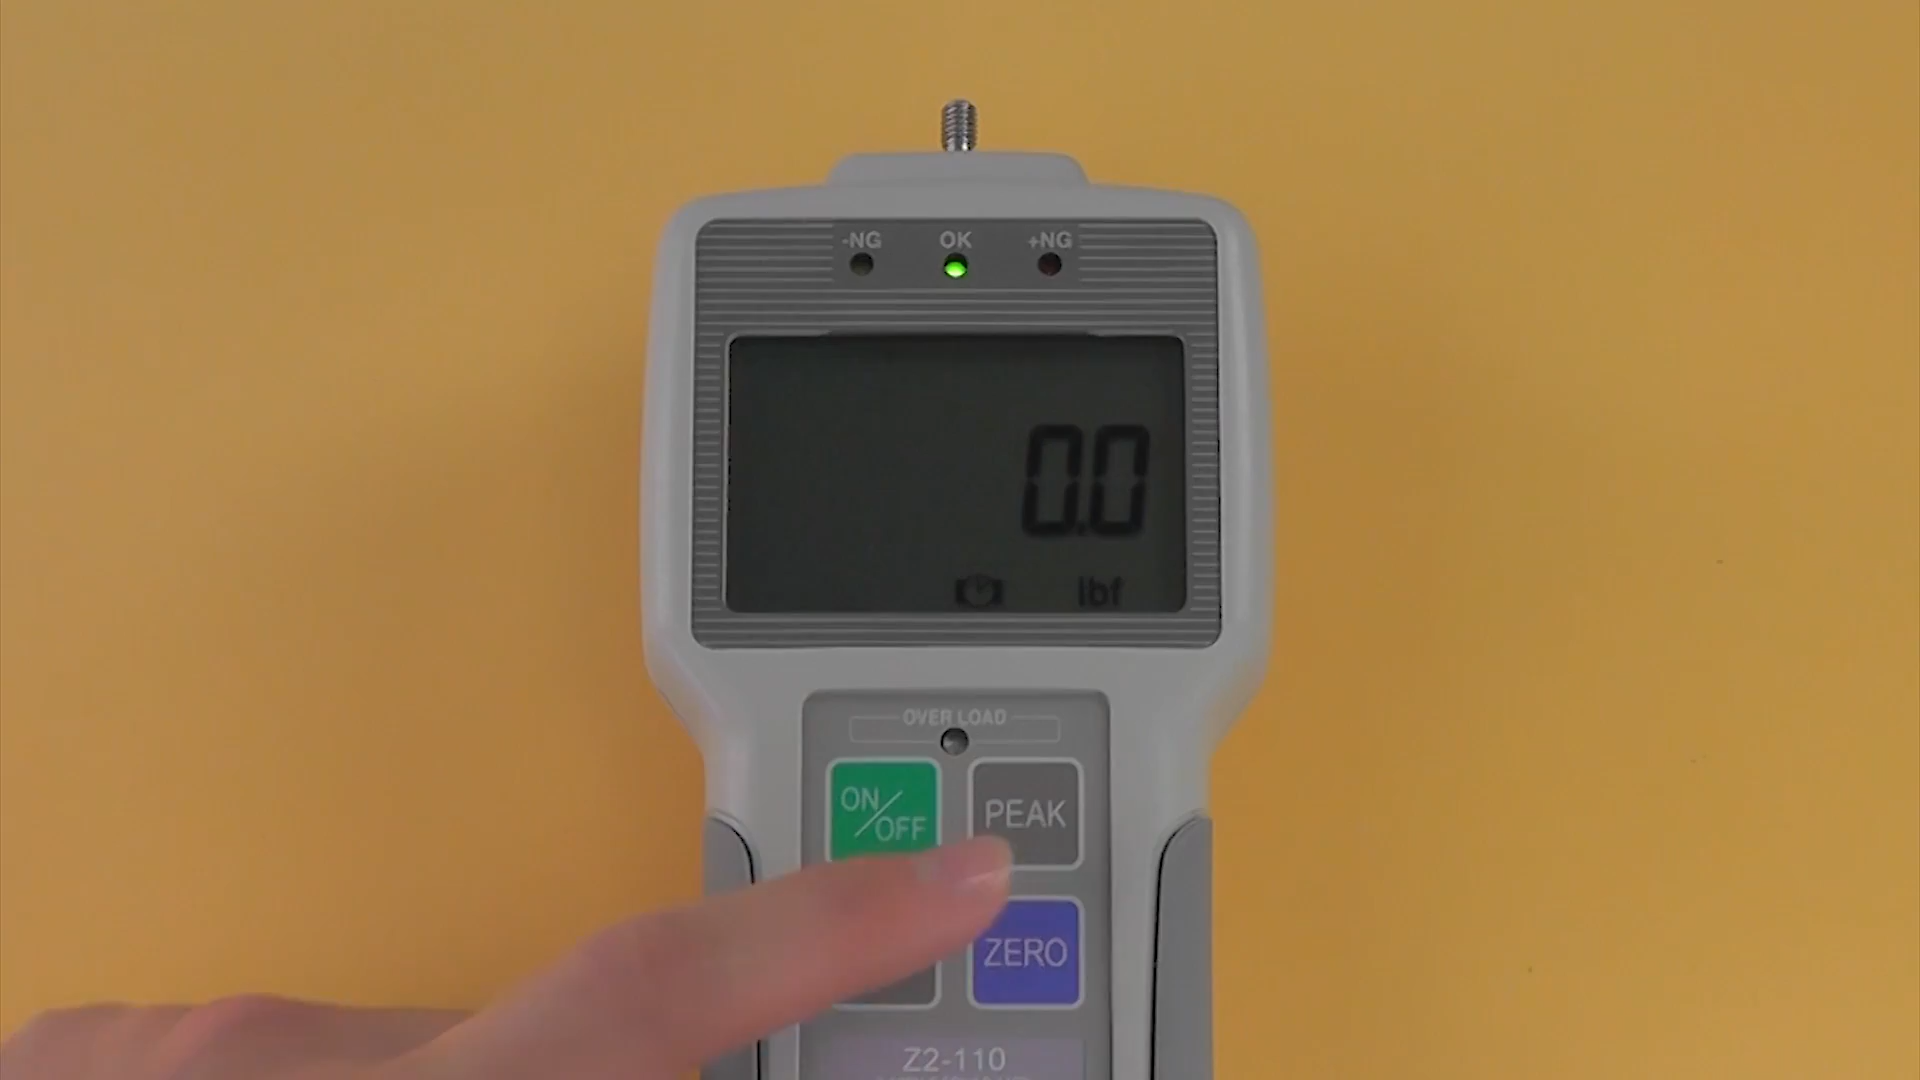 -NG OK +NG
0.0
lbf
OVER LOAD
ON/OFF PEAK
ZERO
Z2-110